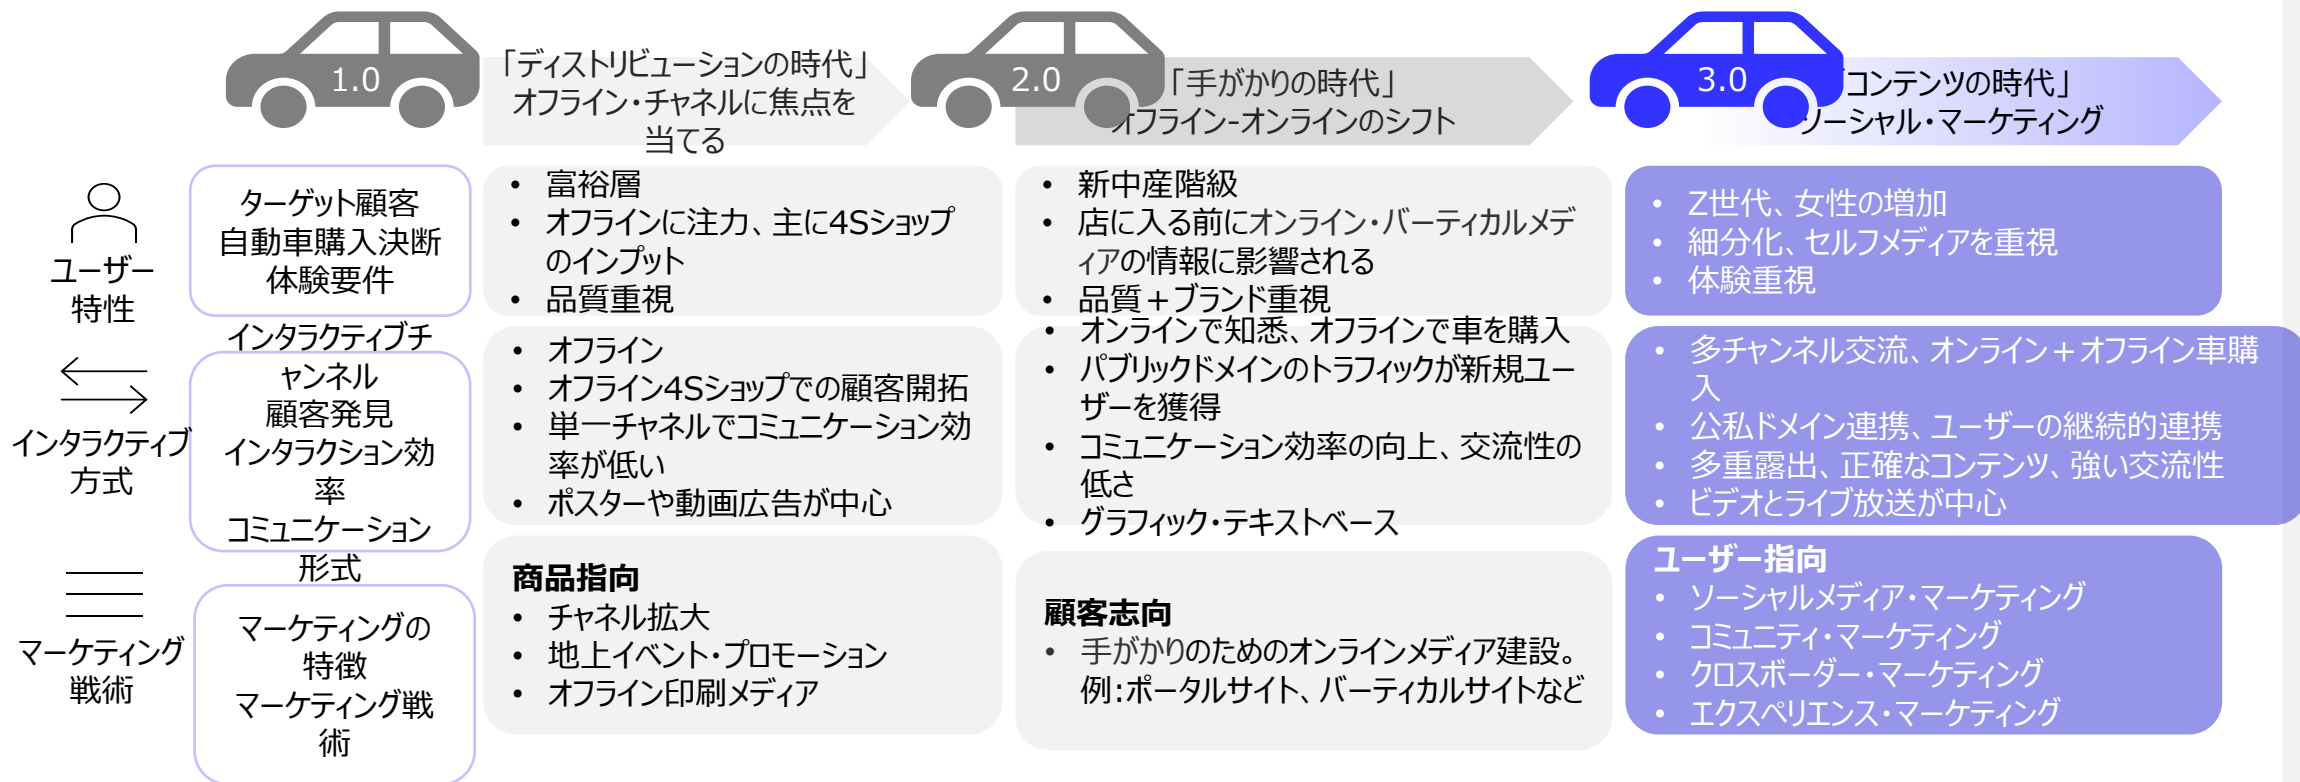 1.0
「ディストリビューションの時代」
オフライン・チャネルに焦点を
当てる
2.0
「手がかりの時代」
オフライン-オンラインのシフト
3.0
「コンテンツの時代」
ソーシャル・マーケティング
ユーザー
特性
ターゲット顧客
自動車購入決断
体験要件
• 富裕層
• オフラインに注力、主に4Sショップ
のインプット
• 品質重視
• 新中産階級
• 店に入る前にオンライン・バーティカルメデ
ィアの情報に影響される
• 品質＋ブランド重視
• Z世代、女性の増加
• 細分化、セルフメディアを重視
• 体験重視
インタラクティブ
方式
インタラクティブチ
ャンネル
顧客発見
インタラクション効
率
コミュニケーション
形式
• オフライン
• オフライン4Sショップでの顧客開拓
• 単一チャネルでコミュニケーション効
率が低い
• ポスターや動画広告が中心
• オンラインで知悉、オフラインで車を購入
• パブリックドメインのトラフィックが新規ユー
ザーを獲得
• コミュニケーション効率の向上、交流性の
低さ
• グラフィック・テキストベース
• 多チャンネル交流、オンライン＋オフライン車購
入
• 公私ドメイン連携、ユーザーの継続的連携
• 多重露出、正確なコンテンツ、強い交流性
• ビデオとライブ放送が中心
マーケティング
戦術
マーケティングの
特徴
マーケティング戦
術
商品指向
• チャネル拡大
• 地上イベント・プロモーション
• オフライン印刷メディア
顧客志向
• 手がかりのためのオンラインメディア建設。
例：ポータルサイト、バーティカルサイトなど
ユーザー指向
• ソーシャルメディア・マーケティング
• コミュニティ・マーケティング
• クロスボーダー・マーケティング
• エクスペリエンス・マーケティング